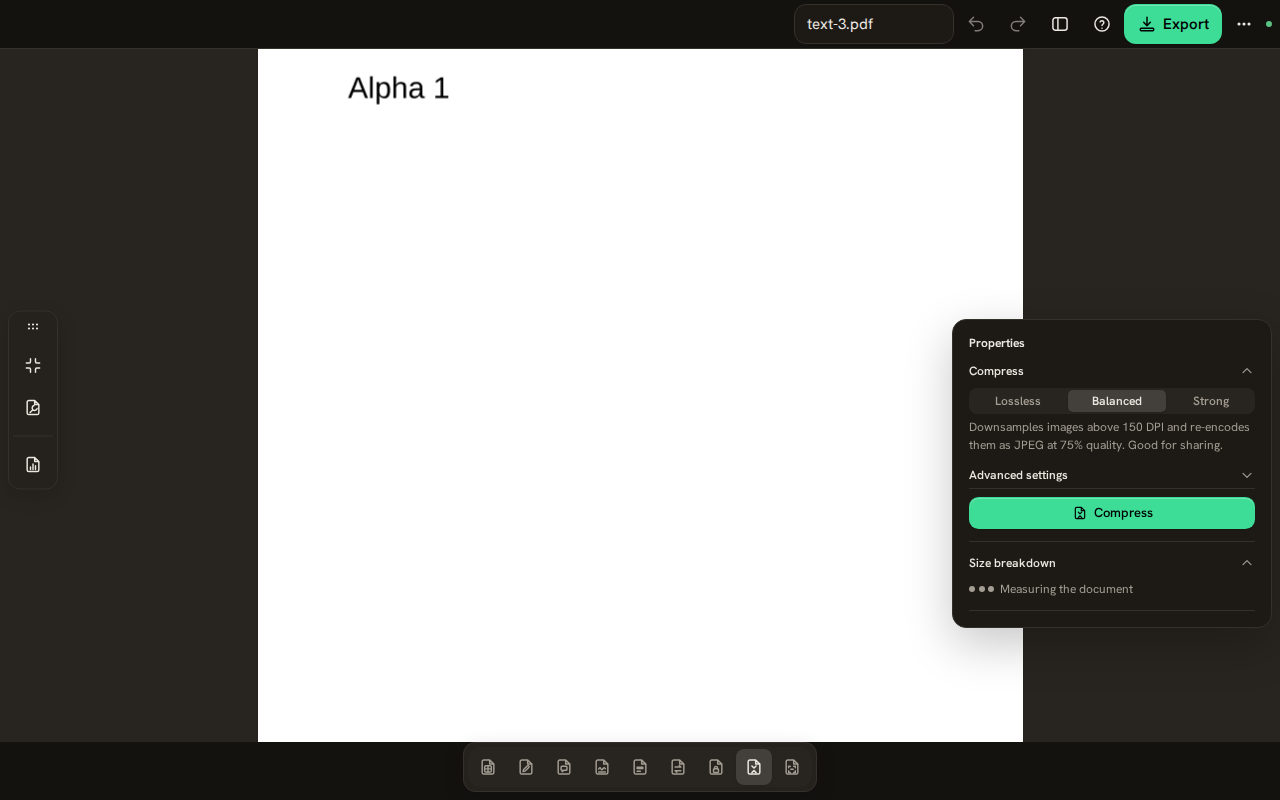 text-3.pdf
Export
Alpha 1
Properties
Compress
Lossless Balanced Strong
Downsamples images above 150 DPI and re-encodes
them as JPEG at 75% quality. Good for sharing.
Advanced settings
Compress
Size breakdown
Measuring the document